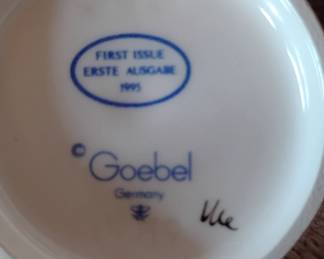 FIRST ISSUE
ERSTE AUSGABE
1995
© Goebel
Germany